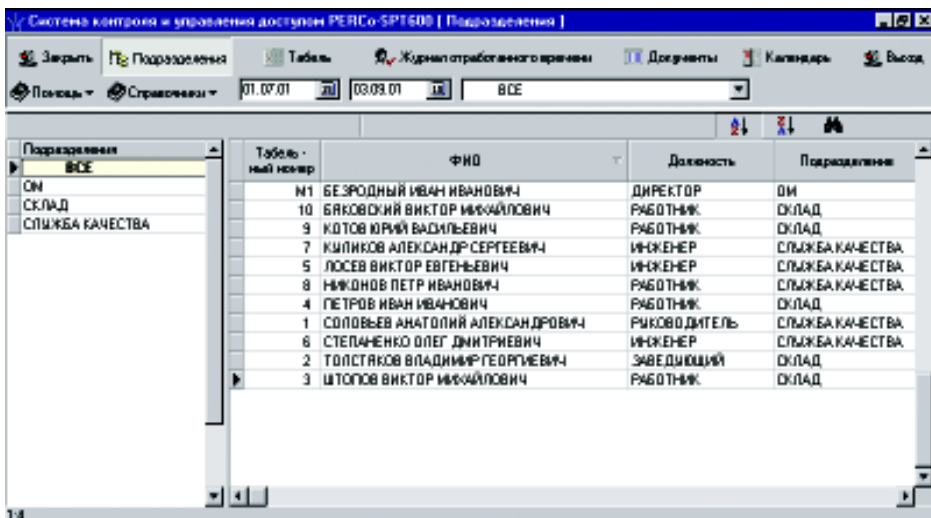 Система контроля и управления доступом PERCo-SPT600 [ Подразделения ]
Закрыть Подразделения Табель Журнал отработанного времени Документы Календарь Выход
Помощь Справочники 01.07.01 03.09.01 ВСЕ
Подразделения
ВСЕ
ОМ
СКЛАД
СЛУЖБА КАЧЕСТВА
Табель - ФИО Должность Подразделение
ный номер
N1 БЕЗРОДНЫЙ ИВАН ИВАНОВИЧ ДИРЕКТОР ОМ
10 БЯКОВСКИЙ ВИКТОР МИХАЙЛОВИЧ РАБОТНИК СКЛАД
9 КОТОВ ЮРИЙ ВАСИЛЬЕВИЧ РАБОТНИК СКЛАД
7 КУЛИКОВ АЛЕКСАНДР СЕРГЕЕВИЧ ИНЖЕНЕР СЛУЖБА КАЧЕСТВА
5 ЛОСЕВ ВИКТОР ЕВГЕНЬЕВИЧ ИНЖЕНЕР СЛУЖБА КАЧЕСТВА
8 НИКОНОВ ПЕТР ИВАНОВИЧ РАБОТНИК СЛУЖБА КАЧЕСТВА
4 ПЕТРОВ ИВАН ИВАНОВИЧ РАБОТНИК СКЛАД
1 СОЛОВЬЕВ АНАТОЛИЙ АЛЕКСАНДРОВИЧ РУКОВОДИТЕЛЬ СЛУЖБА КАЧЕСТВА
6 СТЕПАНЕНКО ОЛЕГ ДМИТРИЕВИЧ ИНЖЕНЕР СЛУЖБА КАЧЕСТВА
2 ТОЛСТЯКОВ ВЛАДИМИР ГЕОРГИЕВИЧ ЗАВЕДУЮЩИЙ СКЛАД
3 ШТОПОВ ВИКТОР МИХАЙЛОВИЧ РАБОТНИК СКЛАД